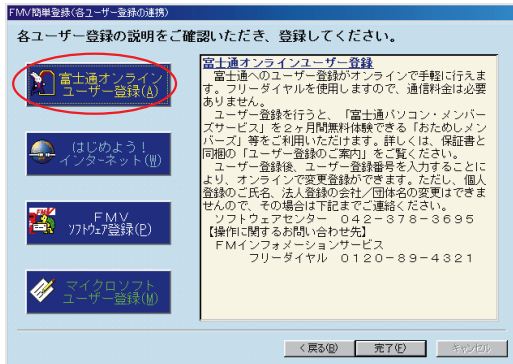 FMV簡単登録(各ユーザー登録の連携)
各ユーザー登録の説明をご確認いただき、登録してください。
富士通オンライン
ユーザー登録(A)
はじめよう!
インターネット(W)
FMV
ソフトウェア登録(P)
マイクロソフト
ユーザー登録(M)
富士通オンラインユーザー登録
富士通へのユーザー登録がオンラインで手軽に行えま
す。フリーダイヤルを使用しますので、通信料金は必要
ありません。
ユーザー登録を行うと、「富士通パソコン・メンバー
ズサービス」を2ヶ月間無料体験できる「おためしメン
バーズ」等をご利用いただけます。詳しくは、保証書と
同梱の「ユーザー登録のご案内」をご覧ください。
ユーザー登録後、ユーザー登録番号を入力することに
より、オンラインで変更登録ができます。ただし、個人
登録のご氏名、法人登録の会社/団体名の変更はできま
せんので、その場合は下記までご連絡ください。
ソフトウェアセンター 042-378-3695
【操作に関するお問い合わせ先】
FMインフォメーションサービス
フリーダイヤル 0120-89-4321
<戻る(B)
完了(F)
キャンセル